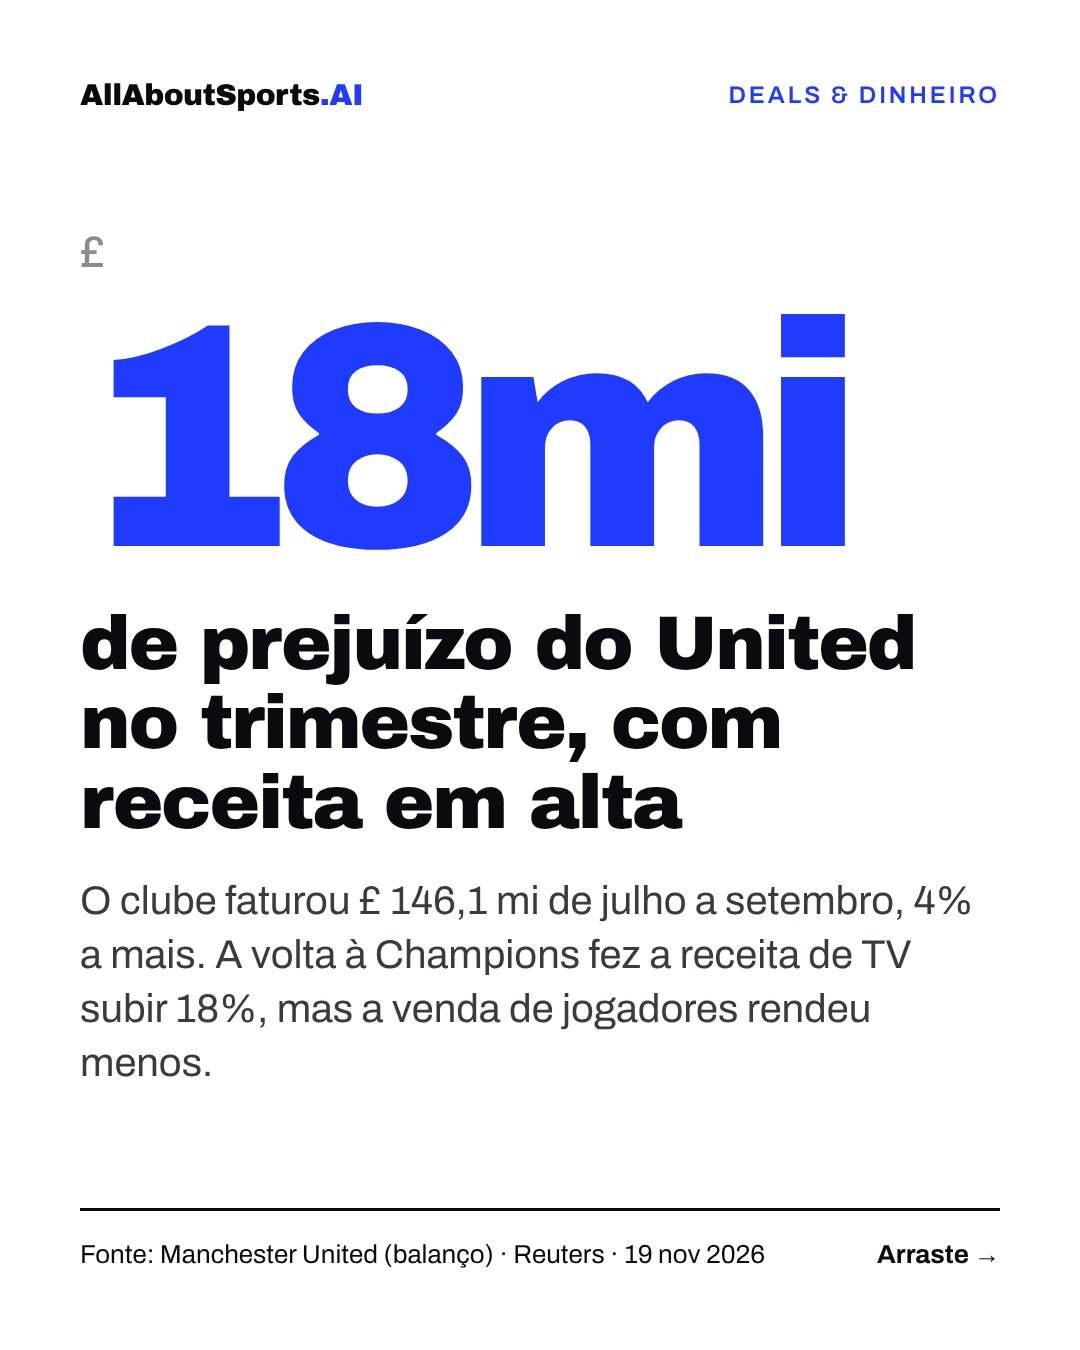 AllAboutSports.AI
DEALS & DINHEIRO
£
18mi
de prejuízo do United
no trimestre, com
receita em alta
O clube faturou £ 146,1 mi de julho a setembro, 4%
a mais. A volta à Champions fez a receita de TV
subir 18%, mas a venda de jogadores rendeu
menos.
Fonte: Manchester United (balanço) · Reuters · 19 nov 2026
Arraste →